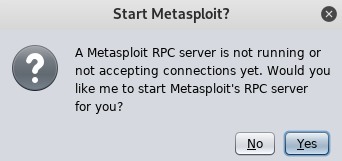 Start Metasploit?
A Metasploit RPC server is not running or
not accepting connections yet. Would you
like me to start Metasploit's RPC server
for you?
No
Yes